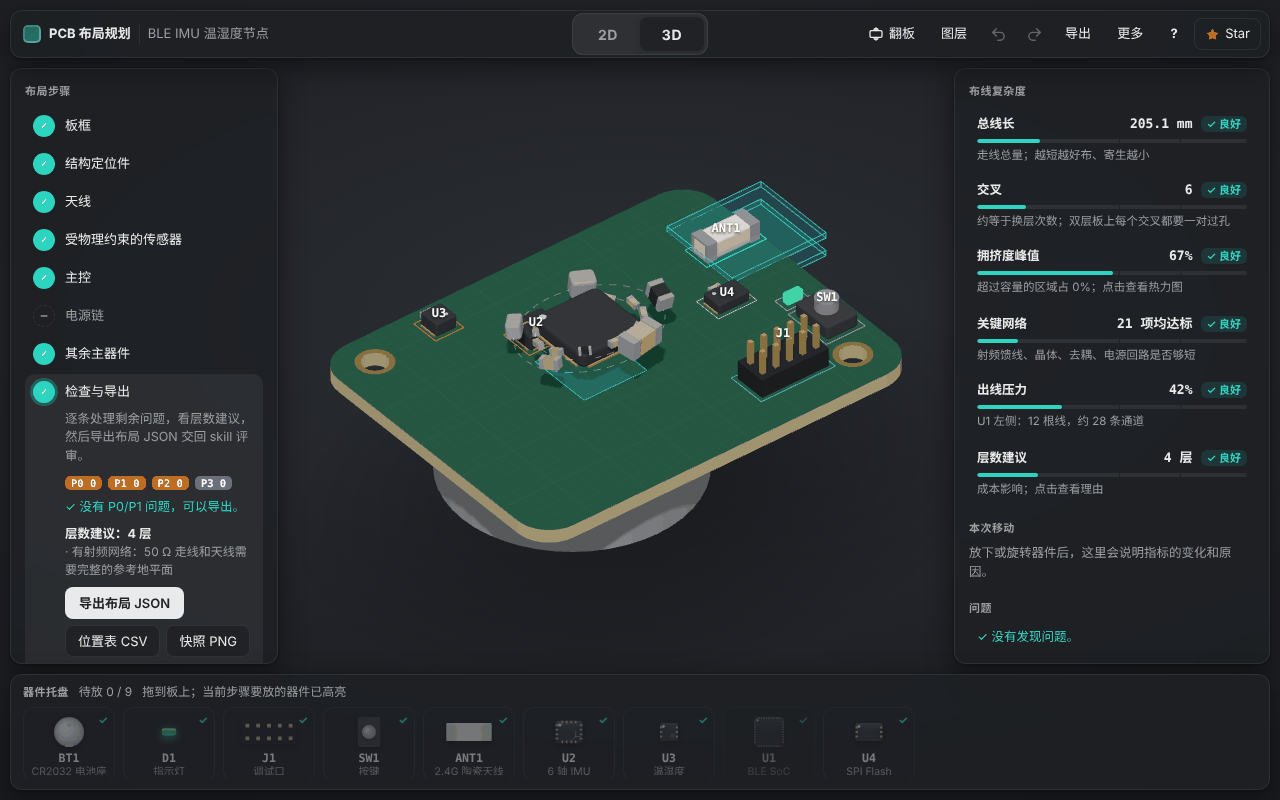 PCB 布局规划 BLE IMU 温湿度节点
2D 3D
翻板 图层 导出 更多 ? Star
布局步骤
板框
结构定位件
天线
受物理约束的传感器
主控
电源链
其余主器件
检查与导出
逐条处理剩余问题，看层数建议，
然后导出布局 JSON 交回 skill 评
审。
P0 0 P1 0 P2 0 P3 0
✓ 没有 P0/P1 问题，可以导出。
层数建议：4 层
· 有射频网络：50 Ω 走线和天线需
要完整的参考地平面
导出布局 JSON
位置表 CSV 快照 PNG
ANT1
U4
SW1
U3
U2
J1
布线复杂度
总线长 205.1 mm ✓ 良好
走线总量；越短越好布、寄生越小
交叉 6 ✓ 良好
约等于换层次数；双层板上每个交叉都要一对过孔
拥挤度峰值 67% ✓ 良好
超过容量的区域占 0%；点击查看热力图
关键网络 21 项均达标 ✓ 良好
射频馈线、晶体、去耦、电源回路是否够短
出线压力 42% ✓ 良好
U1 左侧：12 根线，约 28 条通道
层数建议 4 层 ✓ 良好
成本影响；点击查看理由
本次移动
放下或旋转器件后，这里会说明指标的变化和原
因。
问题
✓ 没有发现问题。
器件托盘 待放 0 / 9 拖到板上；当前步骤要放的器件已高亮
BT1 D1 J1 SW1 ANT1 U2 U3 U1 U4
CR2032 电池座 指示灯 调试口 按键 2.4G 陶瓷天线 6 轴 IMU 温湿度 BLE SoC SPI Flash